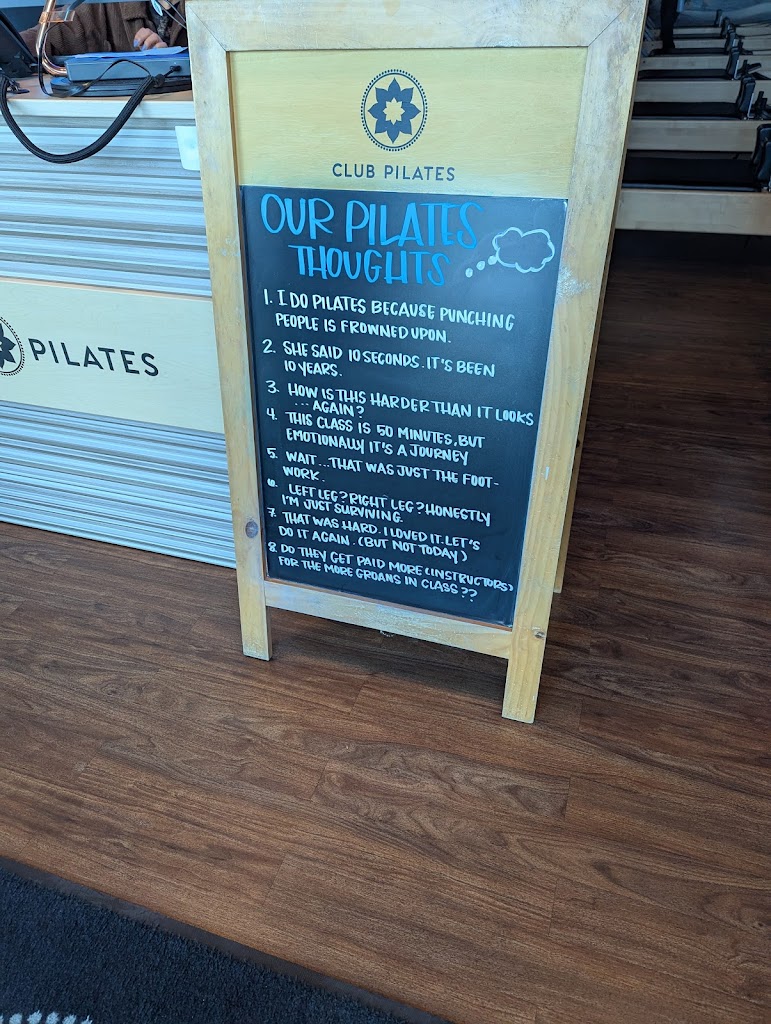 CLUB PILATES
OUR PILATES
THOUGHTS
1. I DO PILATES BECAUSE PUNCHING
PEOPLE IS FROWNED UPON.
2. SHE SAID 10 SECONDS. IT'S BEEN
10 YEARS.
3. HOW IS THIS HARDER THAN IT LOOKS
... AGAIN?
4. THIS CLASS IS 50 MINUTES, BUT
EMOTIONALLY IT'S A JOURNEY
5. WAIT... THAT WAS JUST THE FOOT-
WORK.
6. LEFT LEG? RIGHT LEG? HONESTLY
I'M JUST SURVIVING.
7. THAT WAS HARD. I LOVED IT. LET'S
DO IT AGAIN. (BUT NOT TODAY)
8. DO THEY GET PAID MORE (INSTRUCTORS)
FOR THE MORE GROANS IN CLASS??
PILATES